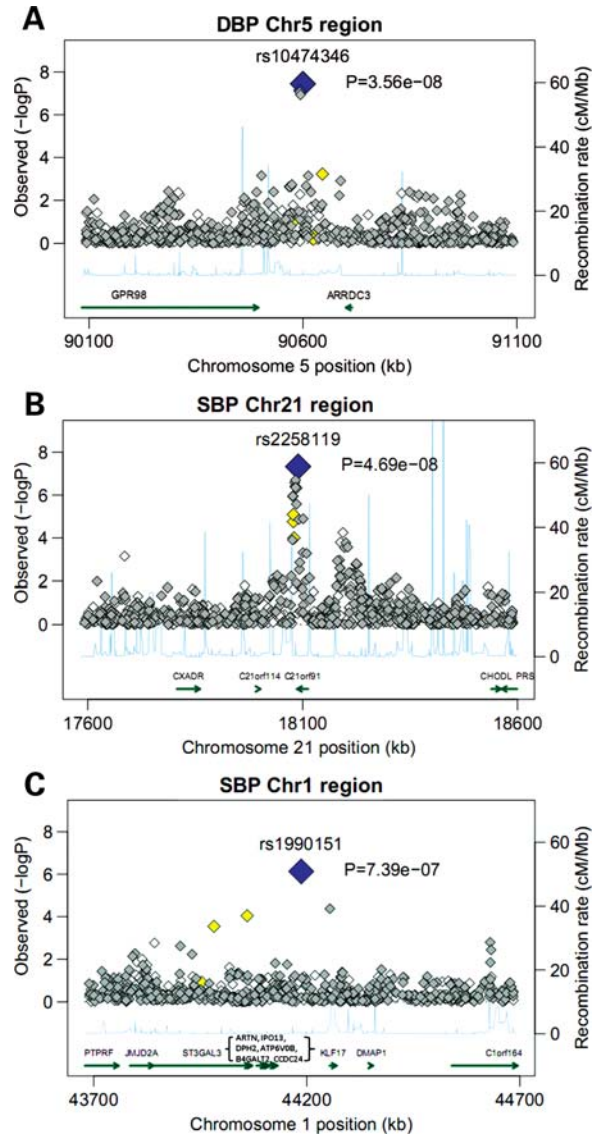 A
DBP Chr5 region
rs10474346
P=3.56e-08
8
6
4
2
0
Observed (−logP)
60
40
20
0
Recombination rate (cM/Mb)
GPR98
ARRDC3
90100 90600 91100
Chromosome 5 position (kb)
B
SBP Chr21 region
rs2258119
P=4.69e-08
8
6
4
2
0
Observed (−logP)
60
40
20
0
Recombination rate (cM/Mb)
CXADR C21orf114 C21orf91 CHODL PRS
17600 18100 18600
Chromosome 21 position (kb)
C
SBP Chr1 region
rs1990151
P=7.39e-07
8
6
4
2
0
Observed (−logP)
60
50
40
30
20
10
0
Recombination rate (cM/Mb)
ARTN, IPO13,
DPH2, ATP6V0B,
B4GALT2, CCDC24
PTPRF JMJD2A ST3GAL3 KLF17 DMAP1 C1orf164
43700 44200 44700
Chromosome 1 position (kb)